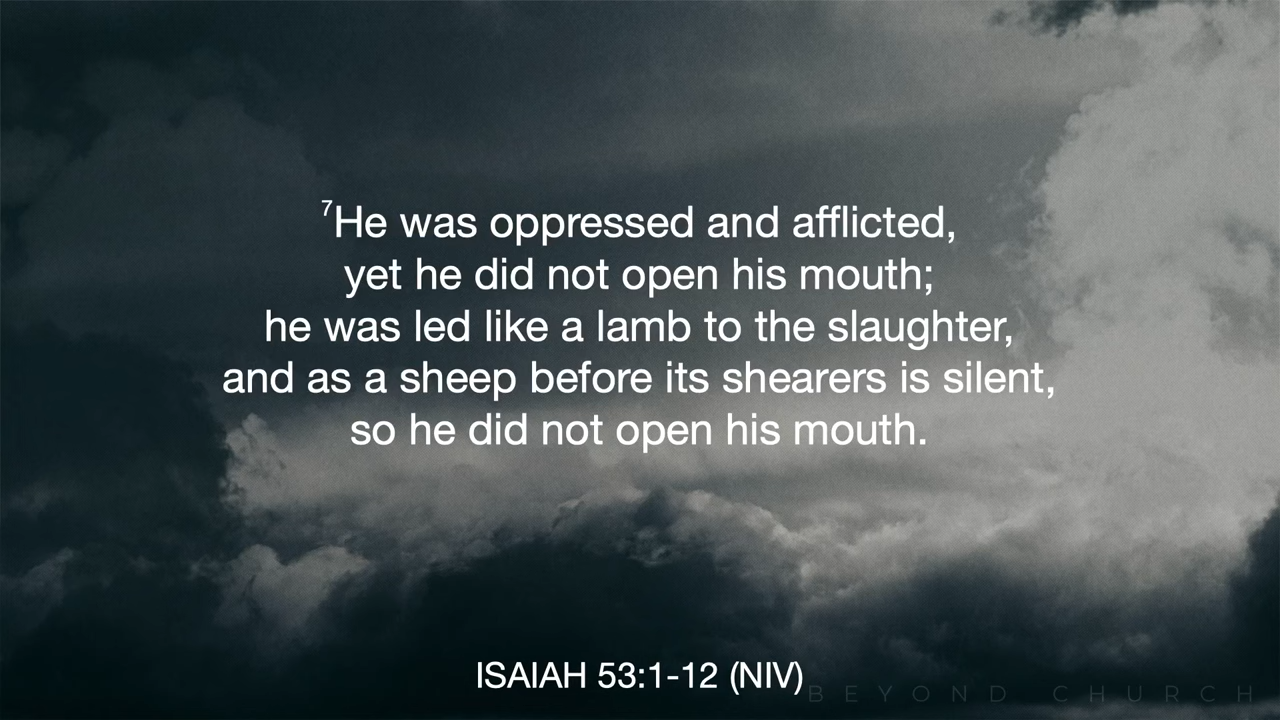 ⁷He was oppressed and afflicted,
yet he did not open his mouth;
he was led like a lamb to the slaughter,
and as a sheep before its shearers is silent,
so he did not open his mouth.
ISAIAH 53:1-12 (NIV)
BEYOND CHURCH